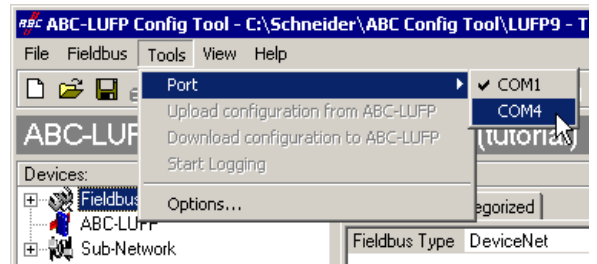 ABC-LUFP Config Tool - C:\Schneider\ABC Config Tool\LUFP9 - T
File Fieldbus Tools View Help
Port COM1
Upload configuration from ABC-LUFP COM4
ABC-LUF Download configuration to ABC-LUFP (tutorial)
Start Logging
Devices:
Fieldbus Options... egorized
ABC-LUFP
Sub-Network Fieldbus Type DeviceNet